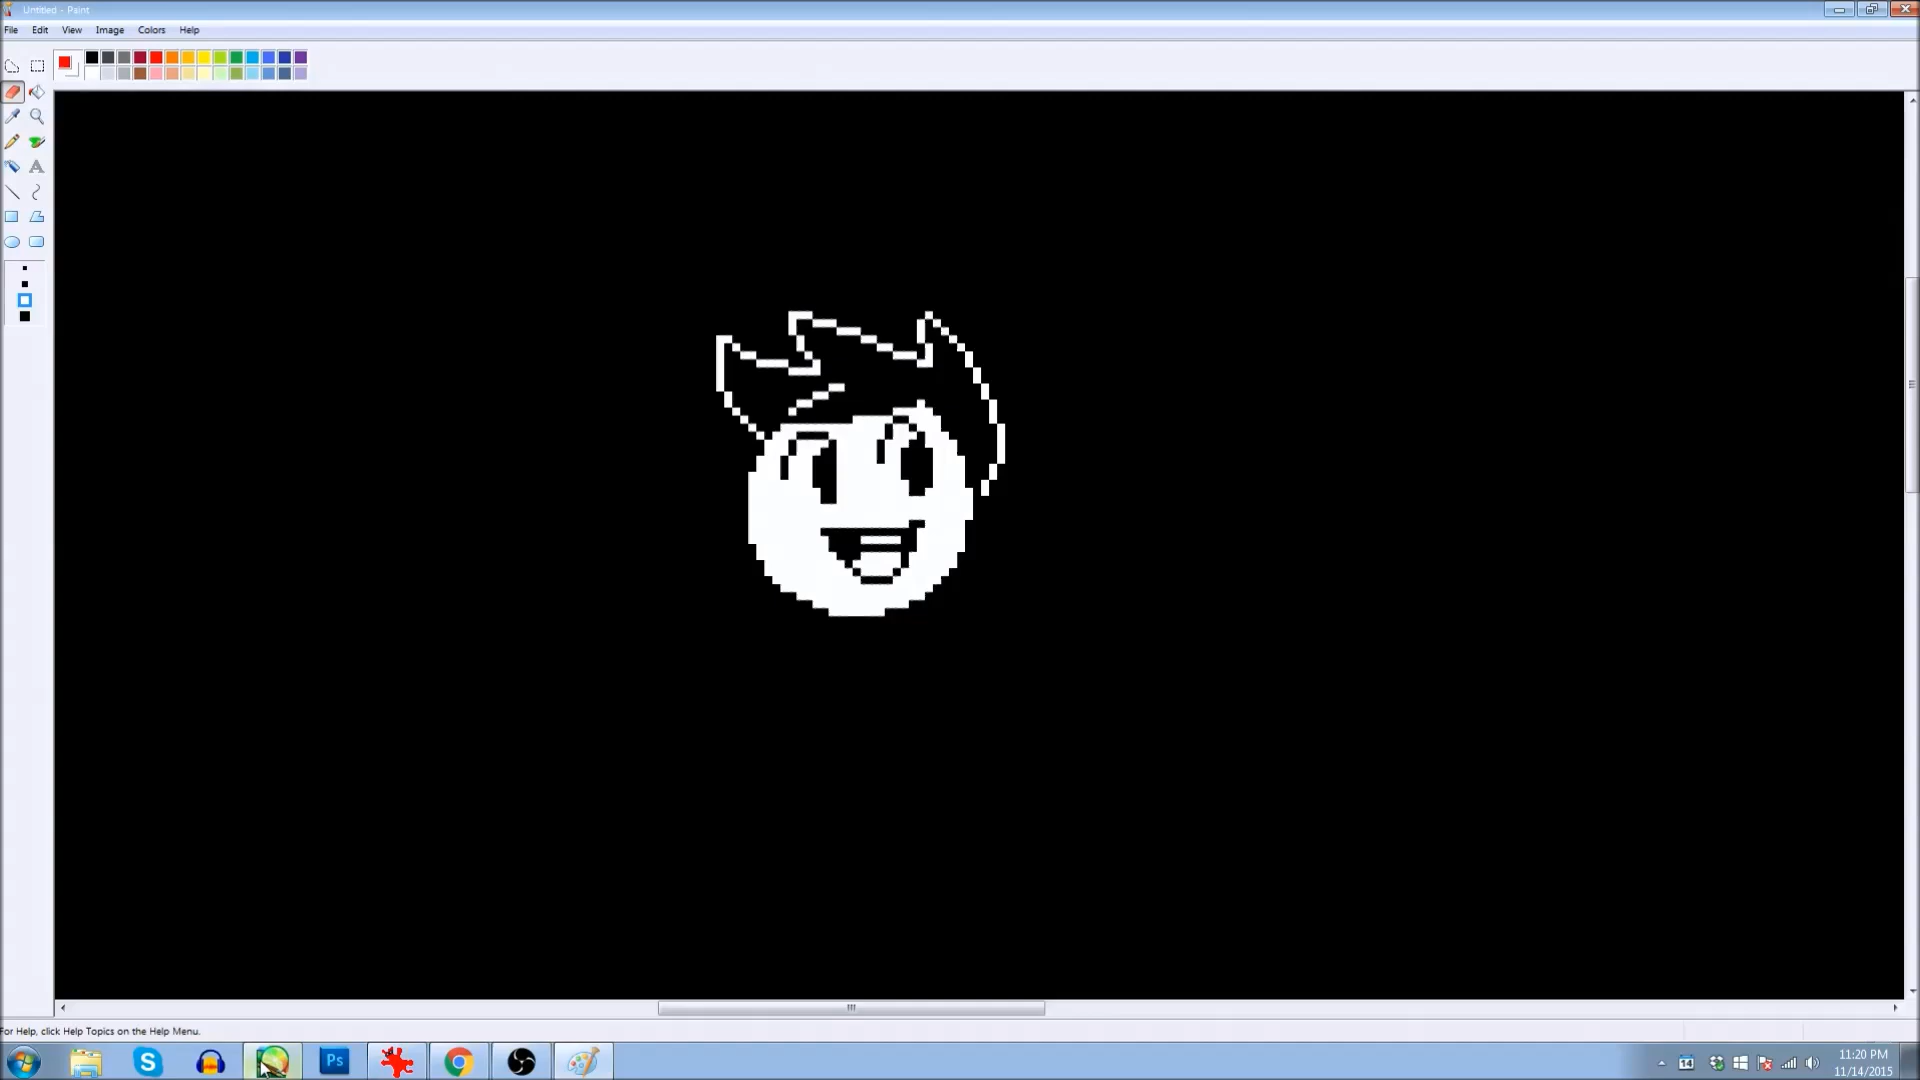 Untitled - Paint
File Edit View Image Colors Help
A
For Help, click Help Topics on the Help Menu.
S
Ps
14
11:20 PM
11/14/2015